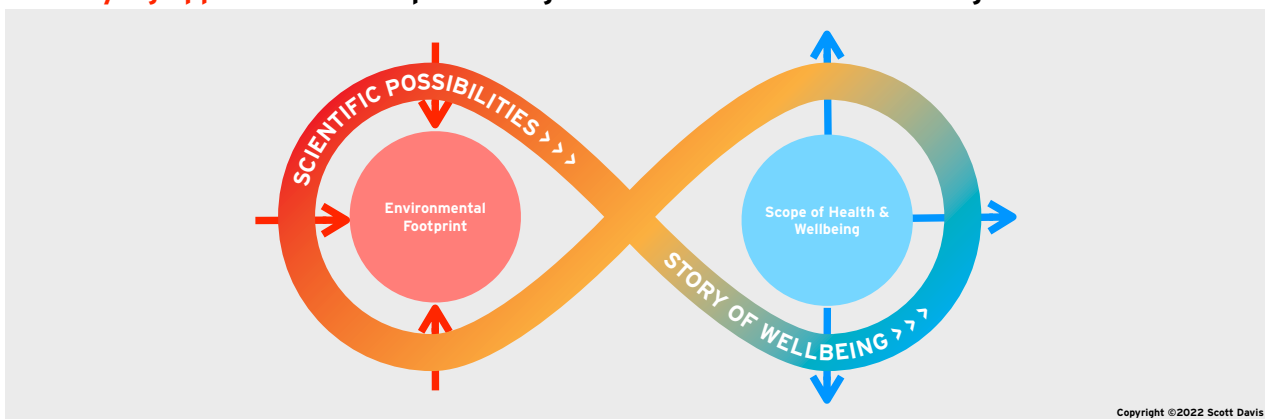 SCIENTIFIC POSSIBILITIES >>>
Environmental
Footprint
Scope of Health &
Wellbeing
STORY OF WELLBEING >>>
Copyright ©2022 Scott Davis